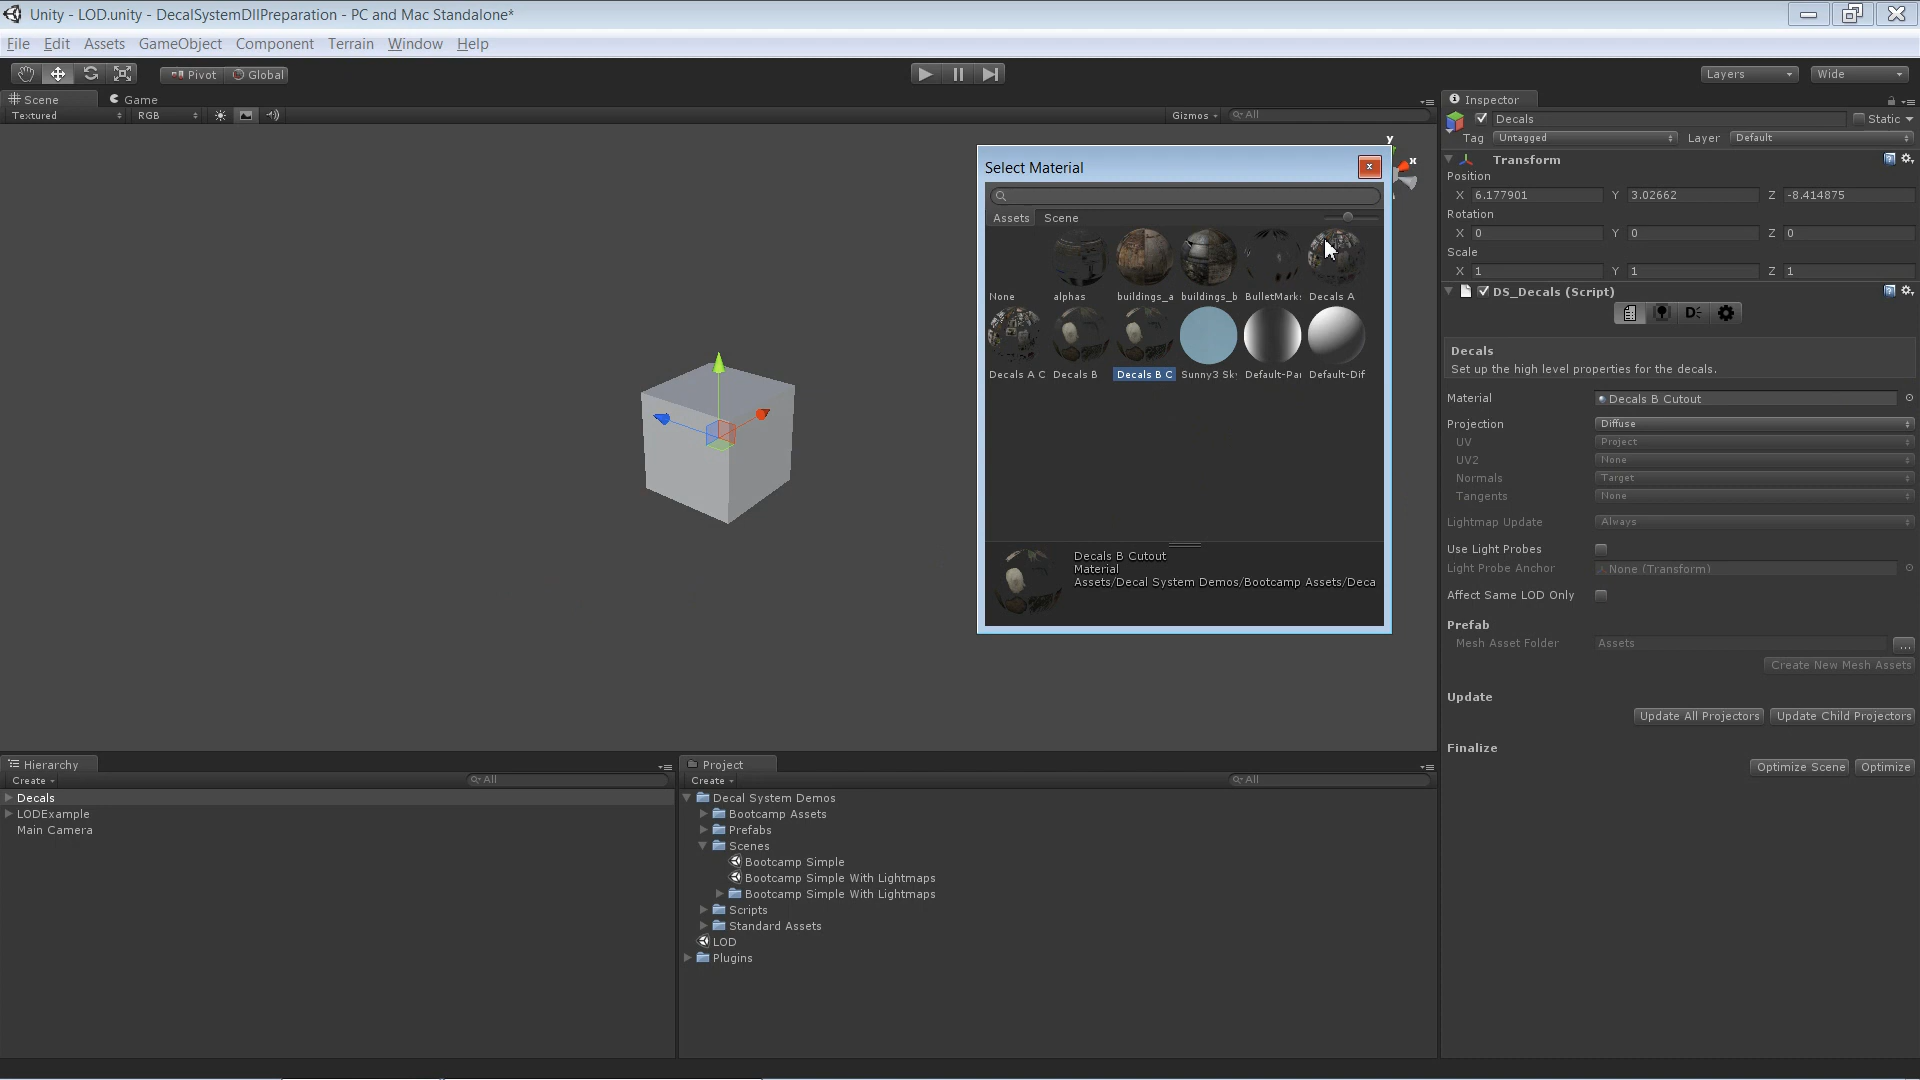 Unity - LOD.unity - DecalSystemDllPreparation - PC and Mac Standalone*
File Edit Assets GameObject Component Terrain Window Help
Pivot Global Layers Wide
Scene Game
Textured RGB Gizmos All
Inspector
Decals Static
Tag Untagged Layer Default
Transform
Position
X 6.177901 Y 3.02662 Z -8.414875
Rotation
X 0 Y 0 Z 0
Scale
X 1 Y 1 Z 1
DS_Decals (Script)
Decals
Set up the high level properties for the decals.
Material Decals B Cutout
Projection Diffuse
UV Project
UV2 None
Normals Target
Tangents None
Lightmap Update Always
Use Light Probes
Light Probe Anchor None (Transform)
Affect Same LOD Only
Prefab
Mesh Asset Folder Assets ...
Create New Mesh Assets
Update
Update All Projectors Update Child Projectors
Finalize
Optimize Scene Optimize
y
x
Select Material
Assets Scene
None alphas buildings_a buildings_b BulletMarks Decals A
Decals A C Decals B Decals B C Sunny3 Sk Default-Par Default-Dif
Decals B Cutout
Material
Assets/Decal System Demos/Bootcamp Assets/Deca
Hierarchy
Create All
Decals
LODExample
Main Camera
Project
Create All
Decal System Demos
Bootcamp Assets
Prefabs
Scenes
Bootcamp Simple
Bootcamp Simple With Lightmaps
Bootcamp Simple With Lightmaps
Scripts
Standard Assets
LOD
Plugins